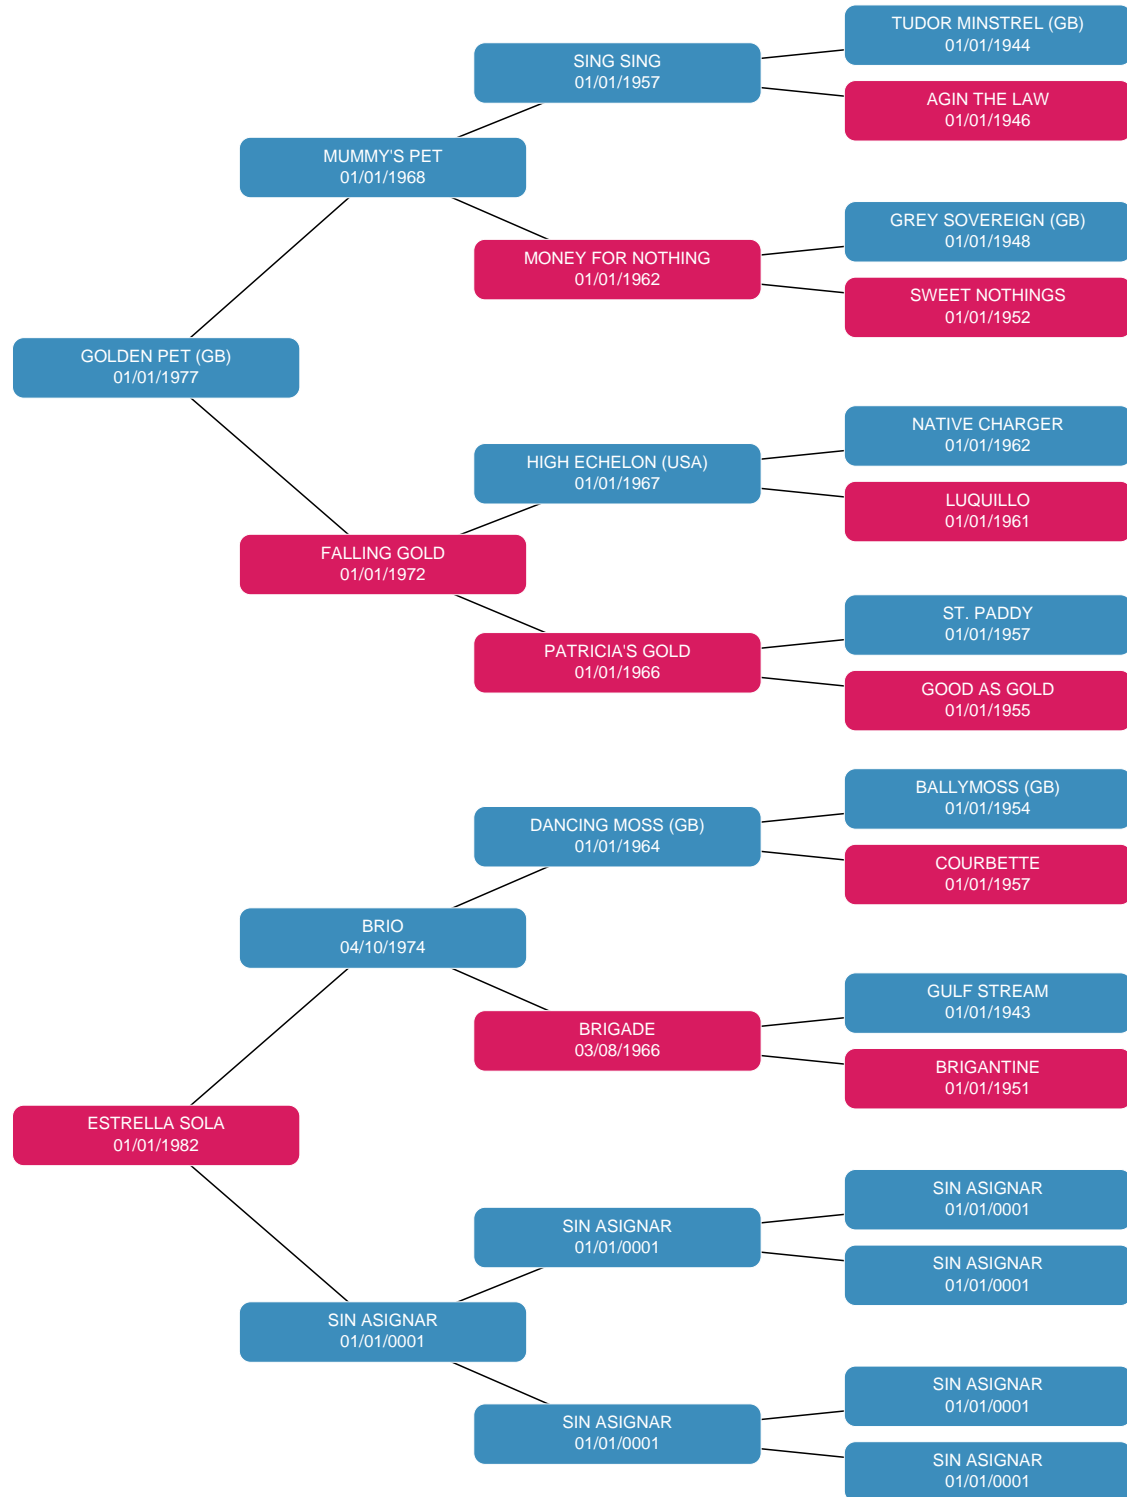 TUDOR MINSTREL (GB)
01/01/1944
SING SING
01/01/1957
AGIN THE LAW
01/01/1946
MUMMY'S PET
01/01/1968
GREY SOVEREIGN (GB)
01/01/1948
MONEY FOR NOTHING
01/01/1962
SWEET NOTHINGS
01/01/1952
GOLDEN PET (GB)
01/01/1977
NATIVE CHARGER
01/01/1962
HIGH ECHELON (USA)
01/01/1967
LUQUILLO
01/01/1961
FALLING GOLD
01/01/1972
ST. PADDY
01/01/1957
PATRICIA'S GOLD
01/01/1966
GOOD AS GOLD
01/01/1955
BALLYMOSS (GB)
01/01/1954
DANCING MOSS (GB)
01/01/1964
COURBETTE
01/01/1957
BRIO
04/10/1974
GULF STREAM
01/01/1943
BRIGADE
03/08/1966
BRIGANTINE
01/01/1951
ESTRELLA SOLA
01/01/1982
SIN ASIGNAR
01/01/0001
SIN ASIGNAR
01/01/0001
SIN ASIGNAR
01/01/0001
SIN ASIGNAR
01/01/0001
SIN ASIGNAR
01/01/0001
SIN ASIGNAR
01/01/0001
SIN ASIGNAR
01/01/0001